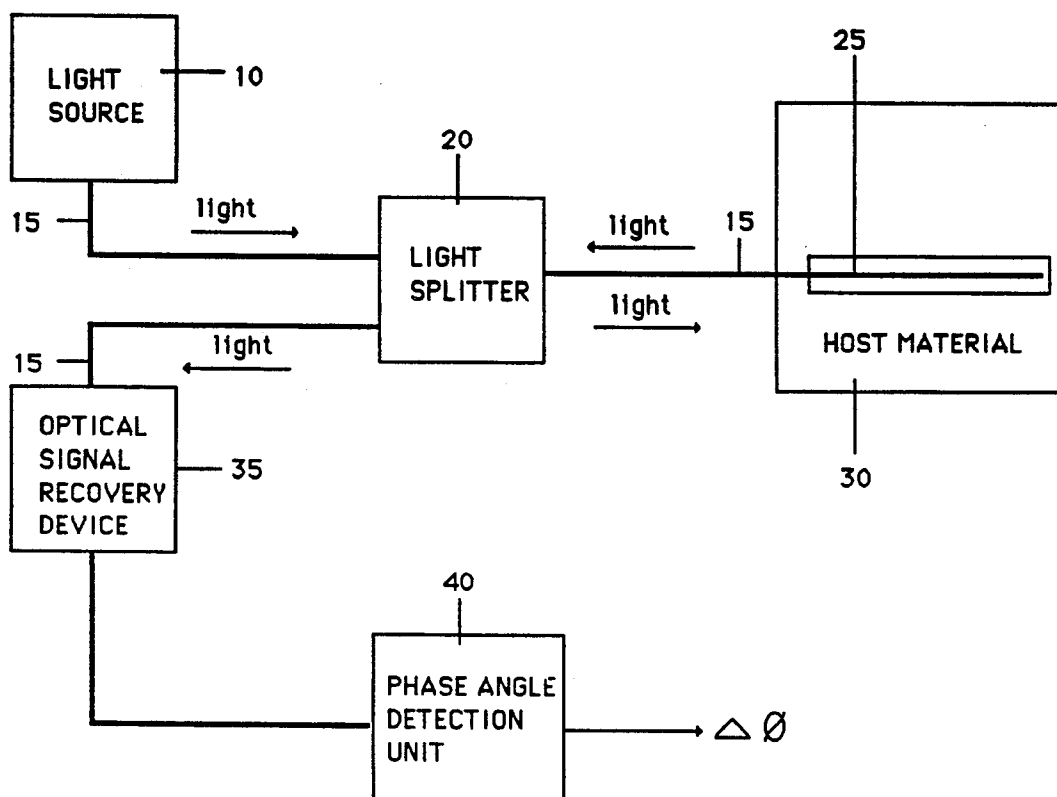 LIGHT
SOURCE
10
25
20
15
light
LIGHT
SPLITTER
light
15
light
HOST MATERIAL
light
15
OPTICAL
SIGNAL
RECOVERY
DEVICE
35
30
40
PHASE ANGLE
DETECTION
UNIT
△ Ø